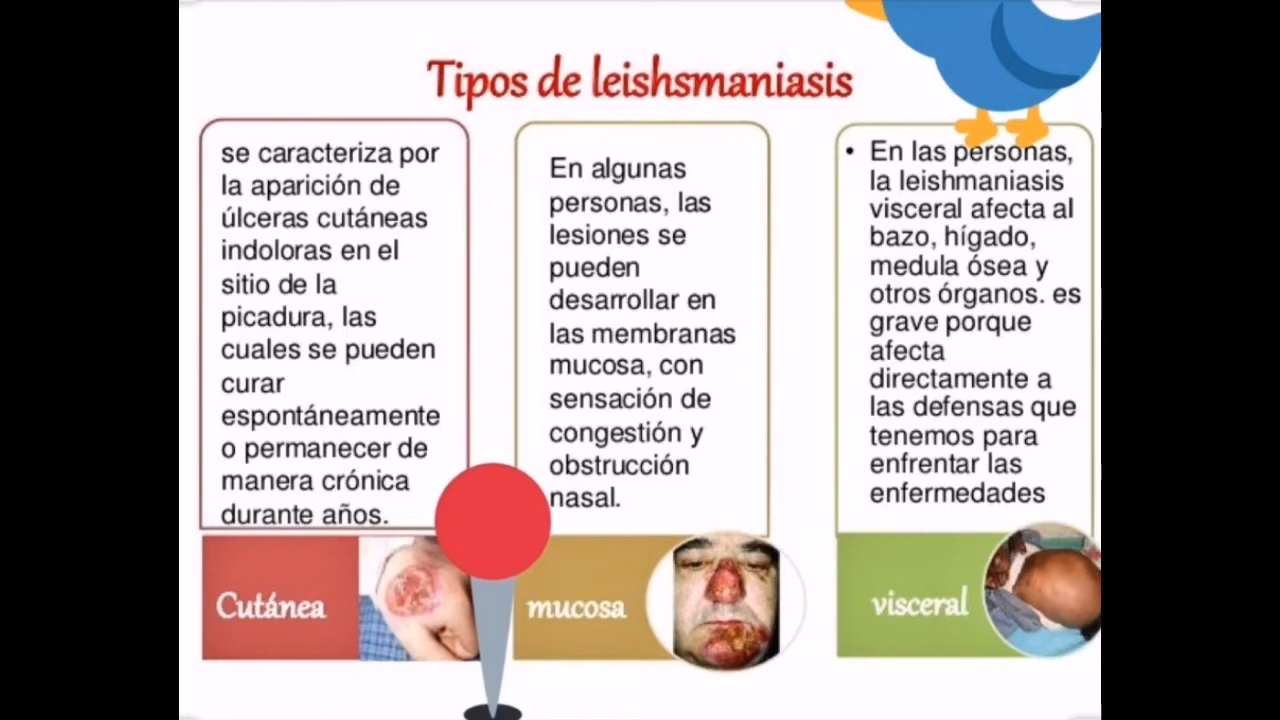 Tipos de leishsmaniasis
se caracteriza por
la aparición de
úlceras cutáneas
indoloras en el
sitio de la
picadura, las
cuales se pueden
curar
espontáneamente
o permanecer de
manera crónica
durante años.
Cutánea
En algunas
personas, las
lesiones se
pueden
desarrollar en
las membranas
mucosa, con
sensación de
congestión y
obstrucción
nasal.
mucosa
• En las personas,
la leishmaniasis
visceral afecta al
bazo, hígado,
medula ósea y
otros órganos. es
grave porque
afecta
directamente a
las defensas que
tenemos para
enfrentar las
enfermedades
visceral